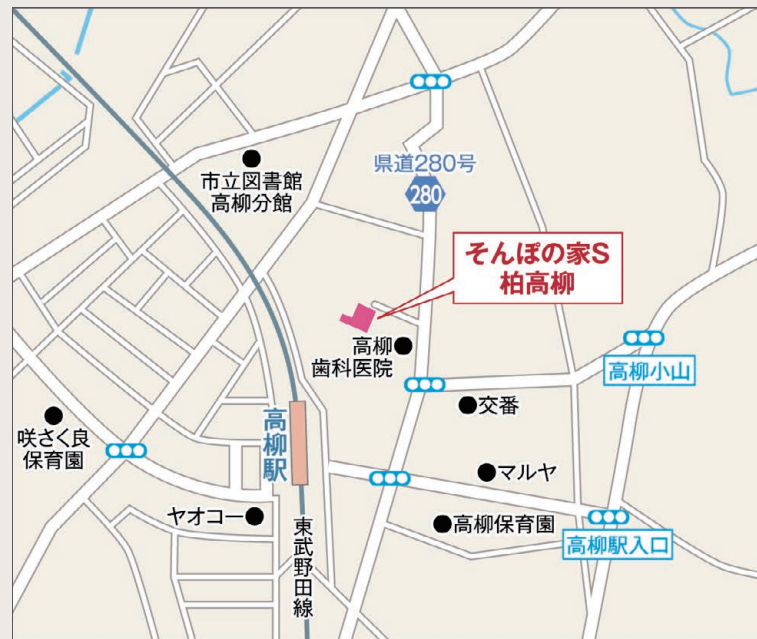 市立図書館
高柳分館
県道280号
280
そんぽの家S
柏高柳
高柳
歯科医院
高柳小山
交番
咲さく良
保育園
高柳駅
マルヤ
ヤオコー
高柳保育園
東武野田線
高柳駅入口